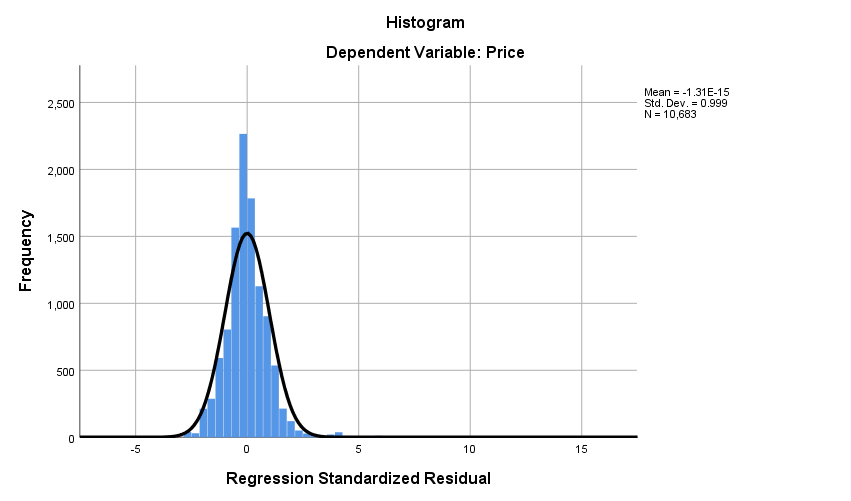 Histogram
Dependent Variable: Price
Mean = -1.31E-15
Std. Dev. = 0.999
N = 10,683
Frequency
2,500
2,000
1,500
1,000
500
0
-5 0 5 10 15
Regression Standardized Residual